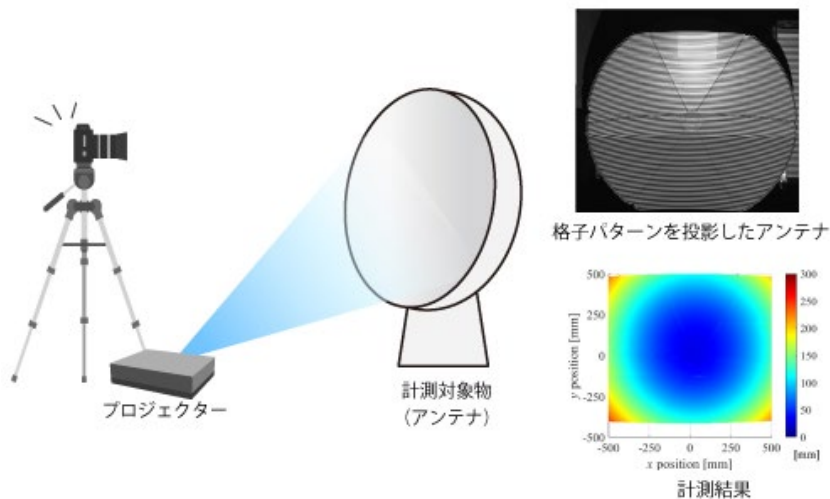 格子パターンを投影したアンテナ
プロジェクター
計測対象物
(アンテナ)
500
250
0
-250
-500
y position [mm]
-500
-250
0
250
500
x position [mm]
300
250
200
150
100
50
0
[mm]
計測結果